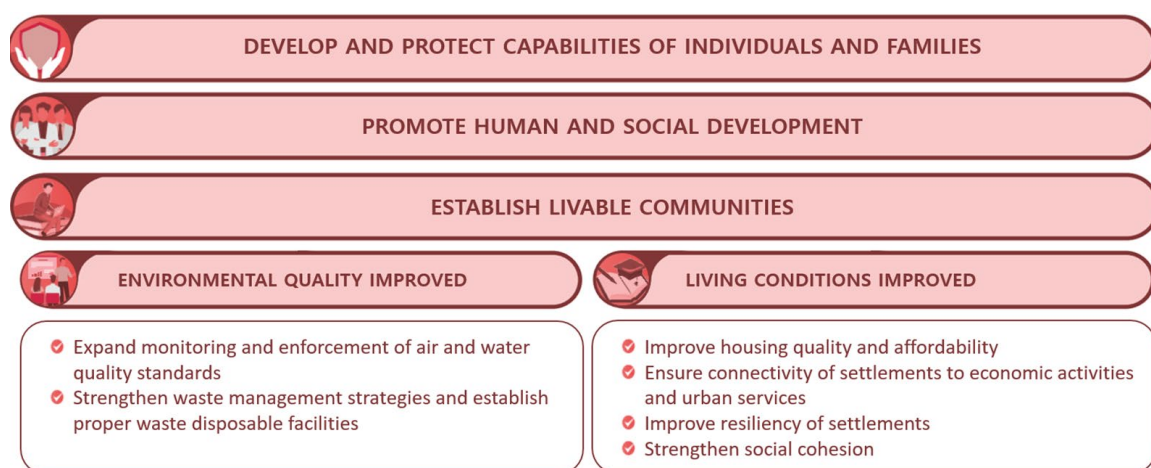 DEVELOP AND PROTECT CAPABILITIES OF INDIVIDUALS AND FAMILIES
PROMOTE HUMAN AND SOCIAL DEVELOPMENT
ESTABLISH LIVABLE COMMUNITIES
ENVIRONMENTAL QUALITY IMPROVED
Expand monitoring and enforcement of air and water
quality standards
Strengthen waste management strategies and establish
proper waste disposable facilities
LIVING CONDITIONS IMPROVED
Improve housing quality and affordability
Ensure connectivity of settlements to economic activities
and urban services
Improve resiliency of settlements
Strengthen social cohesion